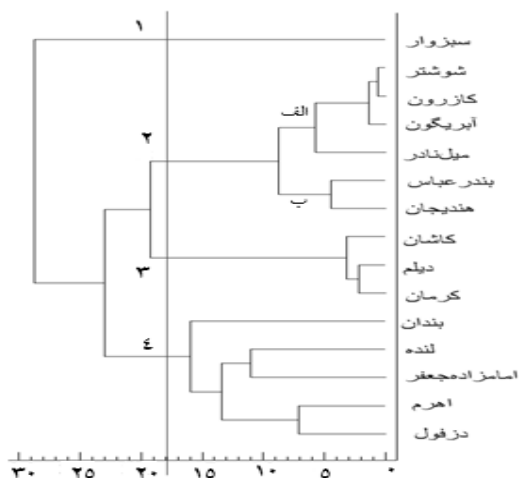 ۱
سبزوار
شوشتر
کازرون
الف
آبریگون
۲
میل‌نادر
بندرعباس
ب
هندیجان
کاشان
۳
دیلم
کرمان
بندان
۴
لنده
امامزاده‌جعفر
اهرم
دزفول
۳۰ ۲۵ ۲۰ ۱۵ ۱۰ ۵ ۰